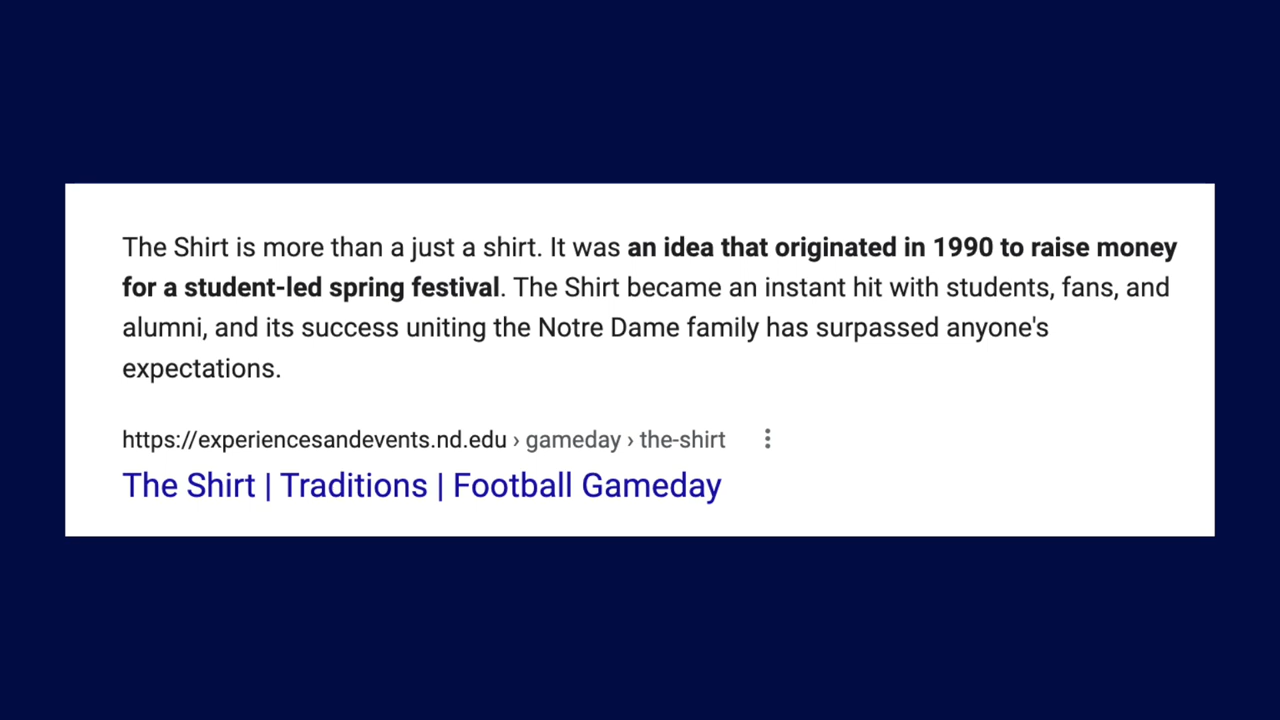 The Shirt is more than a just a shirt. It was an idea that originated in 1990 to raise money
for a student-led spring festival. The Shirt became an instant hit with students, fans, and
alumni, and its success uniting the Notre Dame family has surpassed anyone's
expectations.
https://experiencesandevents.nd.edu › gameday › the-shirt
The Shirt | Traditions | Football Gameday